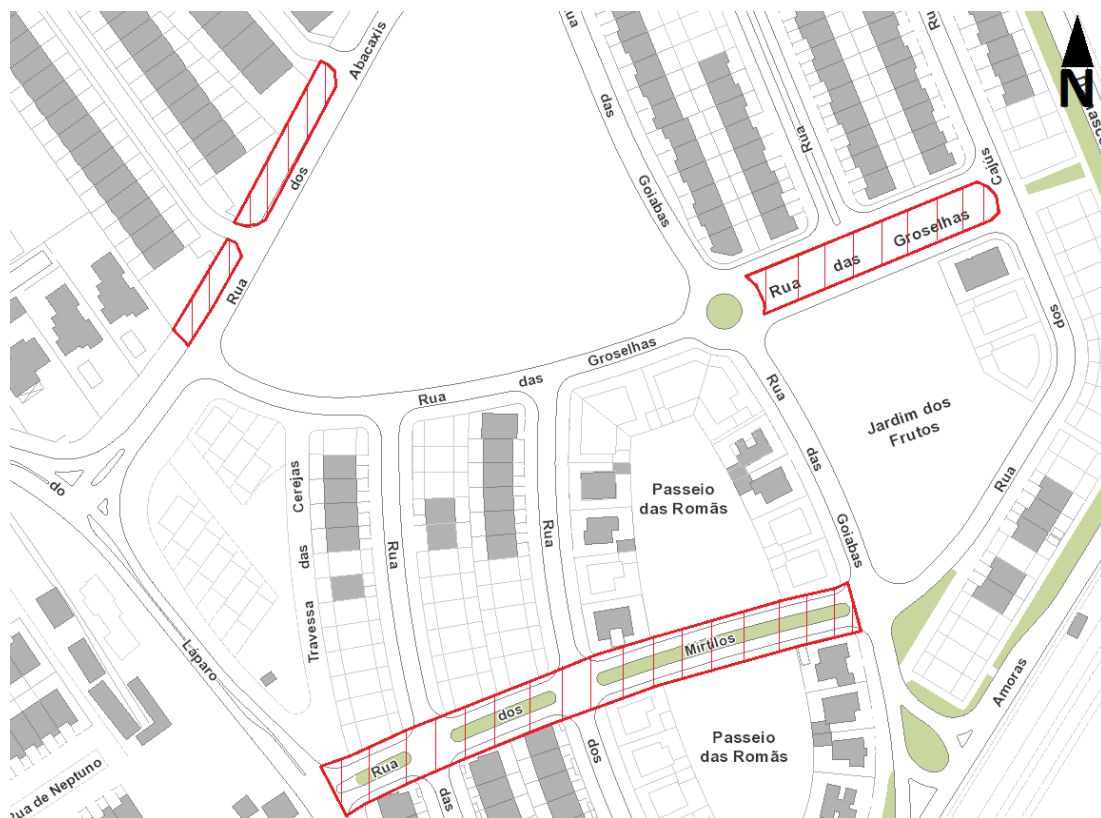 Abacaxis
dos
Rua
das
Goiabas
Rua
Cajús
dos
Rua
N
Rua das Groselhas
Rua das Groselhas
Rua
das
Goiabas
Jardim dos
Frutos
Passeio
das Romãs
Travessa das Cerejas
Rua
das
Rua
dos
Rua dos Mirtilos
Passeio
das Romãs
do
Láparo
Rua de Neptuno
Amoras